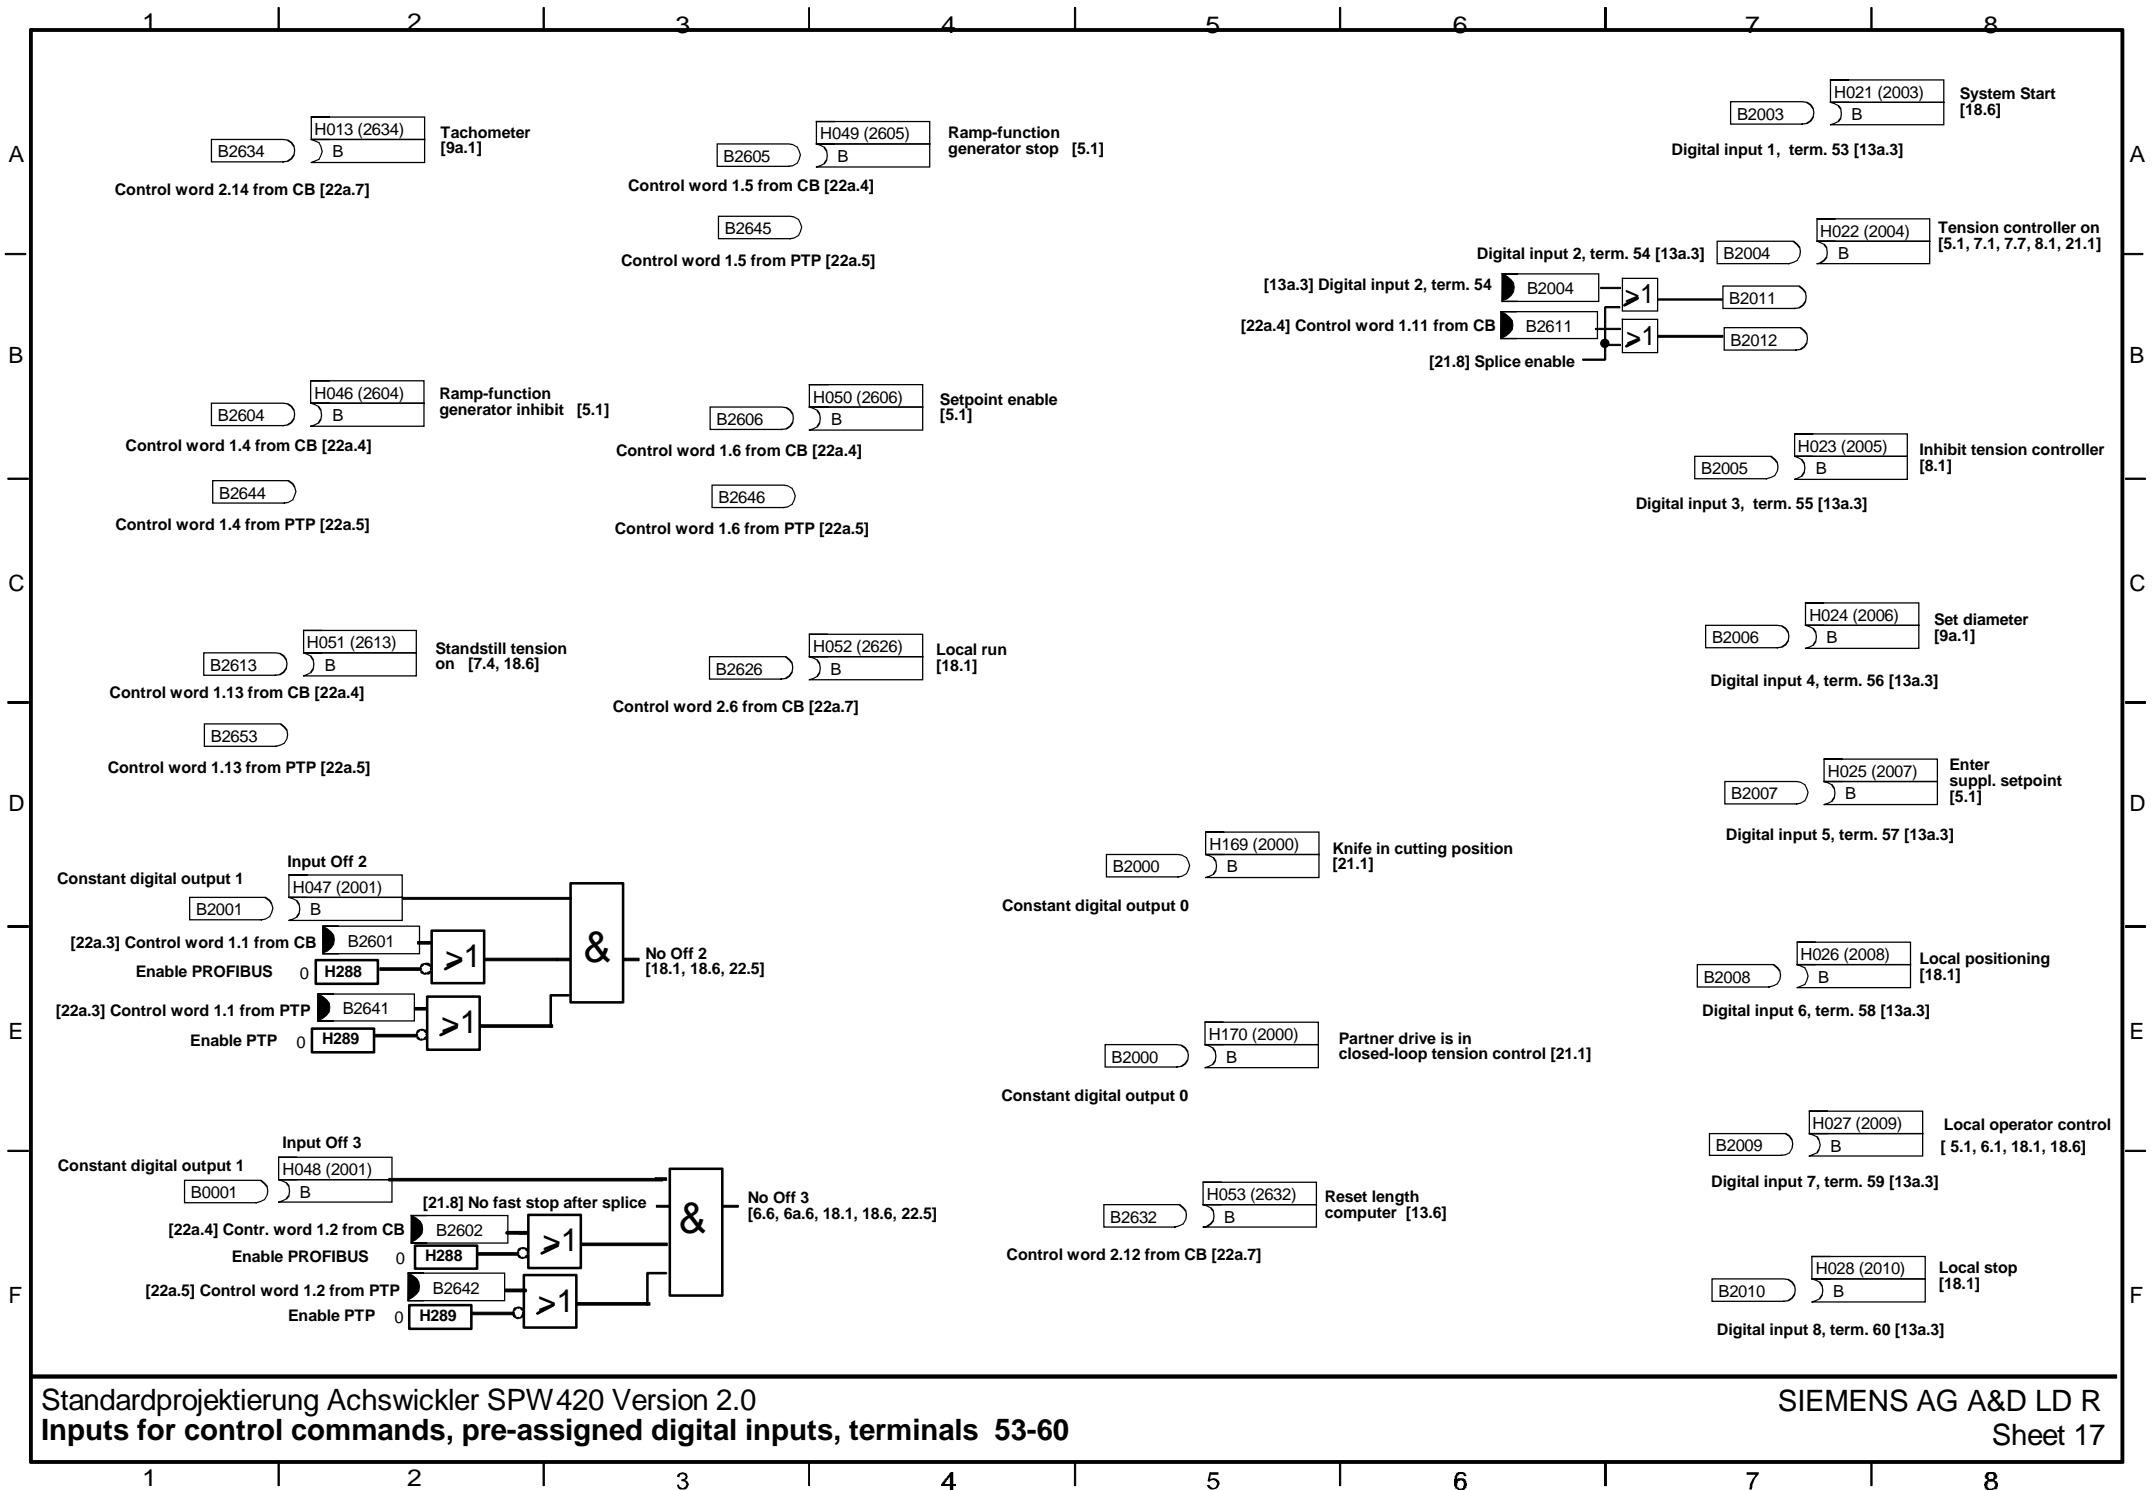 1 2 3 4 5 6 7 8
A
H013 (2634)
B2634
B
Tachometer
[9a.1]
Control word 2.14 from CB [22a.7]
H049 (2605)
B2605
B
Ramp-function
generator stop [5.1]
Control word 1.5 from CB [22a.4]
B2645
Control word 1.5 from PTP [22a.5]
H021 (2003)
B2003
B
System Start
[18.6]
Digital input 1, term. 53 [13a.3]
A
H022 (2004)
Digital input 2, term. 54 [13a.3]
B2004
B
Tension controller on
[5.1, 7.1, 7.7, 8.1, 21.1]
[13a.3] Digital input 2, term. 54
B2004
>1
B2011
[22a.4] Control word 1.11 from CB
B2611
>1
B2012
[21.8] Splice enable
B
B
H046 (2604)
B2604
B
Ramp-function
generator inhibit [5.1]
Control word 1.4 from CB [22a.4]
B2644
Control word 1.4 from PTP [22a.5]
H050 (2606)
B2606
B
Setpoint enable
[5.1]
Control word 1.6 from CB [22a.4]
B2646
Control word 1.6 from PTP [22a.5]
H023 (2005)
B2005
B
Inhibit tension controller
[8.1]
Digital input 3, term. 55 [13a.3]
C
C
H051 (2613)
B2613
B
Standstill tension
on [7.4, 18.6]
Control word 1.13 from CB [22a.4]
B2653
Control word 1.13 from PTP [22a.5]
H052 (2626)
B2626
B
Local run
[18.1]
Control word 2.6 from CB [22a.7]
H024 (2006)
B2006
B
Set diameter
[9a.1]
Digital input 4, term. 56 [13a.3]
D
D
H025 (2007)
B2007
B
Enter
suppl. setpoint
[5.1]
Digital input 5, term. 57 [13a.3]
H169 (2000)
B2000
B
Knife in cutting position
[21.1]
Constant digital output 0
Input Off 2
Constant digital output 1
H047 (2001)
B2001
B
[22a.3] Control word 1.1 from CB
B2601
Enable PROFIBUS 0 H288
>1
[22a.3] Control word 1.1 from PTP
B2641
Enable PTP 0 H289
>1
&
No Off 2
[18.1, 18.6, 22.5]
H026 (2008)
B2008
B
Local positioning
[18.1]
Digital input 6, term. 58 [13a.3]
E
E
H170 (2000)
B2000
B
Partner drive is in
closed-loop tension control [21.1]
Constant digital output 0
H027 (2009)
B2009
B
Local operator control
[ 5.1, 6.1, 18.1, 18.6]
Digital input 7, term. 59 [13a.3]
Input Off 3
Constant digital output 1
H048 (2001)
B0001
B
[21.8] No fast stop after splice
[22a.4] Contr. word 1.2 from CB
B2602
Enable PROFIBUS 0 H288
>1
[22a.5] Control word 1.2 from PTP
B2642
Enable PTP 0 H289
>1
&
No Off 3
[6.6, 6a.6, 18.1, 18.6, 22.5]
H053 (2632)
B2632
B
Reset length
computer [13.6]
Control word 2.12 from CB [22a.7]
H028 (2010)
B2010
B
Local stop
[18.1]
Digital input 8, term. 60 [13a.3]
F
F
Standardprojektierung Achswickler SPW420 Version 2.0
Inputs for control commands, pre-assigned digital inputs, terminals 53-60
SIEMENS AG A&D LD R
Sheet 17
1 2 3 4 5 6 7 8